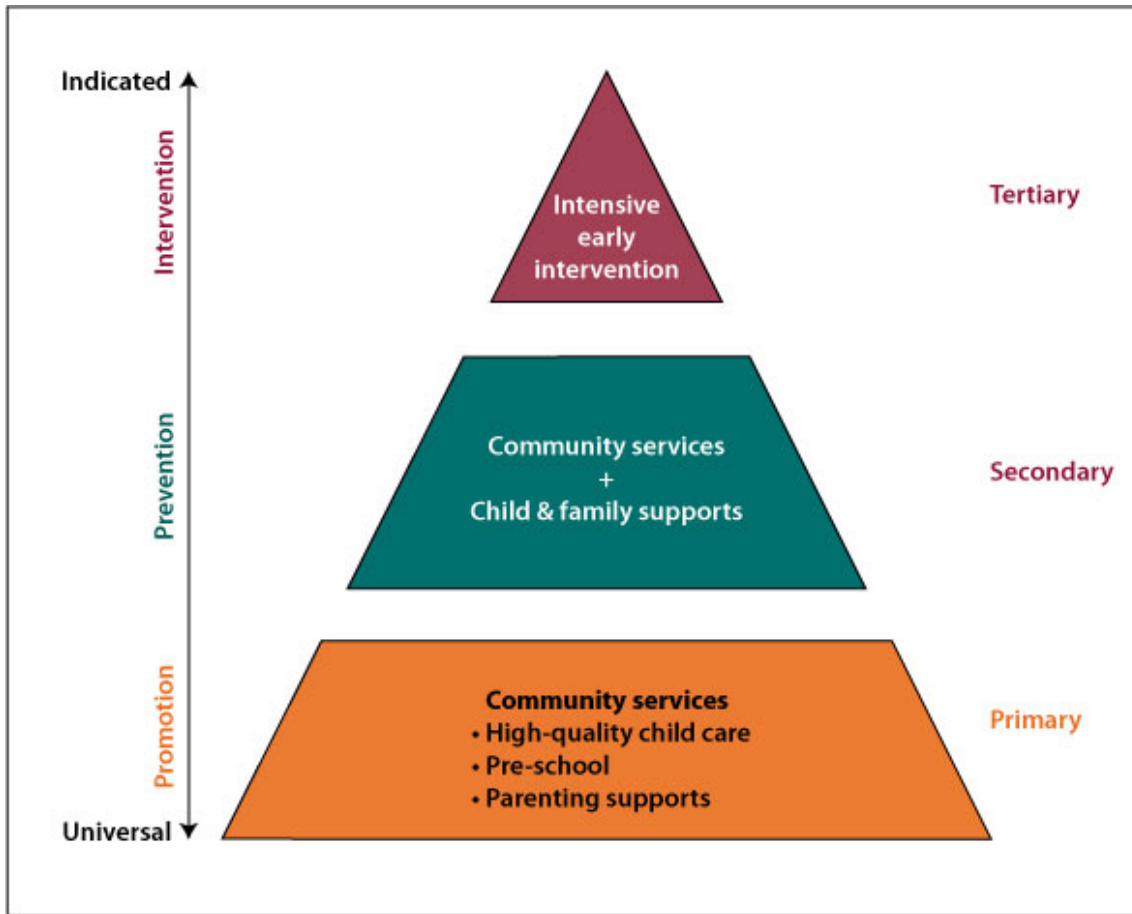 Indicated
Intervention
Intensive
early
intervention
Tertiary
Prevention
Community services
+
Child & family supports
Secondary
Promotion
Community services
• High-quality child care
• Pre-school
• Parenting supports
Primary
Universal